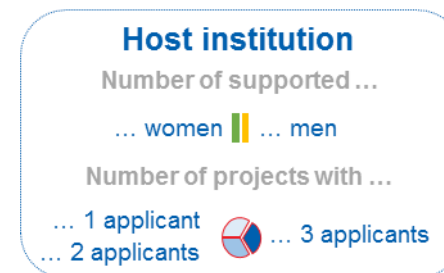 Host institution
Number of supported ...
... women ... men
Number of projects with ...
... 1 applicant
... 2 applicants
... 3 applicants